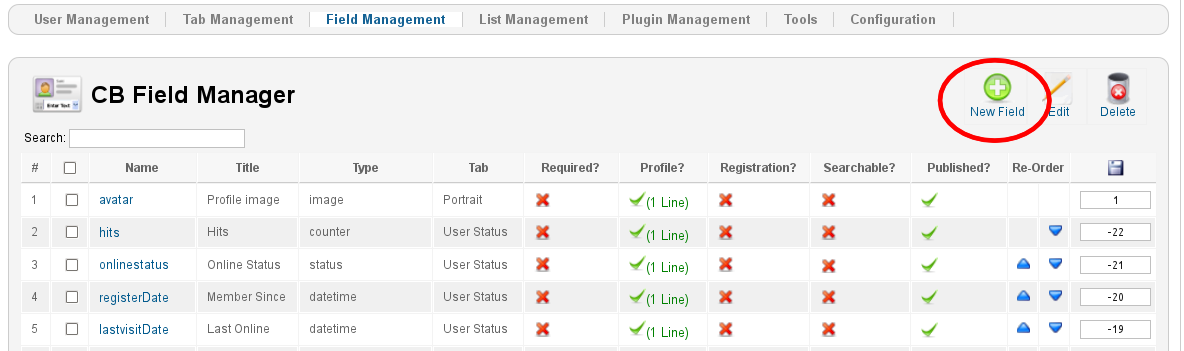 User Management Tab Management Field Management List Management Plugin Management Tools Configuration
Enter Text
CB Field Manager
New Field Edit Delete
Search:
# Name Title Type Tab Required? Profile? Registration? Searchable? Published? Re-Order
1 avatar Profile image image Portrait (1 Line) 1
2 hits Hits counter User Status (1 Line) -22
3 onlinestatus Online Status status User Status (1 Line) -21
4 registerDate Member Since datetime User Status (1 Line) -20
5 lastvisitDate Last Online datetime User Status (1 Line) -19